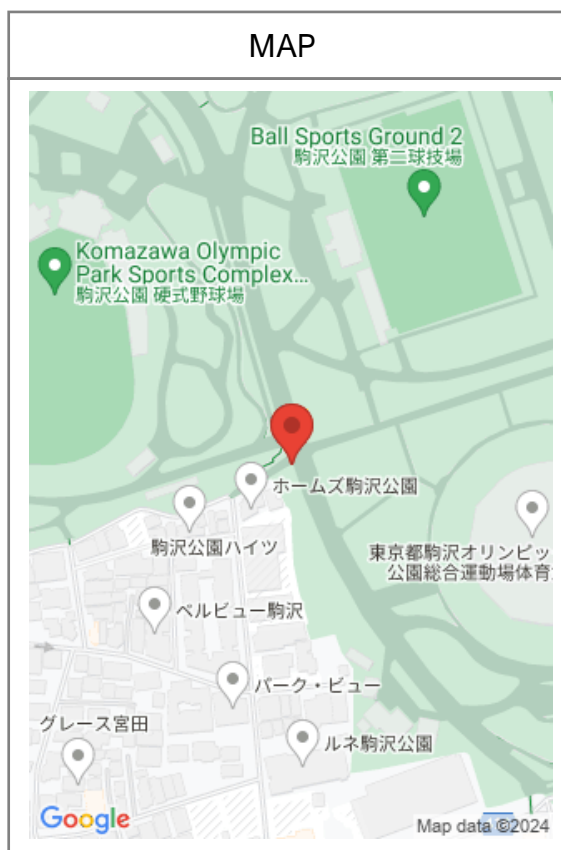 MAP
Ball Sports Ground 2
駒沢公園 第二球技場
Komazawa Olympic
Park Sports Complex...
駒沢公園 硬式野球場
ホームズ駒沢公園
駒沢公園ハイツ
東京都駒沢オリンピッ
公園総合運動場体育
ベルビュー駒沢
パーク・ビュー
グレース宮田
ルネ駒沢公園
Google
Map data ©2024